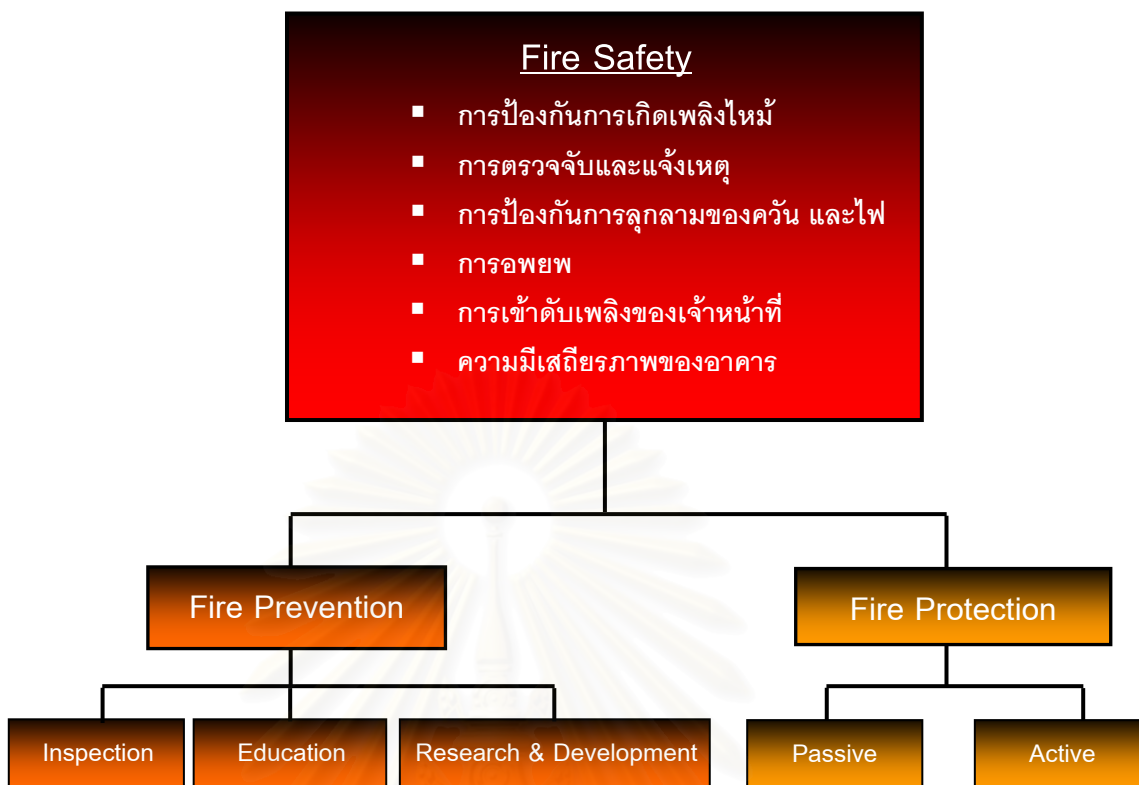 Fire Safety
▪ การป้องกันการเกิดเพลิงไหม้
▪ การตรวจจับและแจ้งเหตุ
▪ การป้องกันการลุกลามของควัน และไฟ
▪ การอพยพ
▪ การเข้าดับเพลิงของเจ้าหน้าที่
▪ ความมีเสถียรภาพของอาคาร
Fire Prevention
Fire Protection
Inspection
Education
Research & Development
Passive
Active